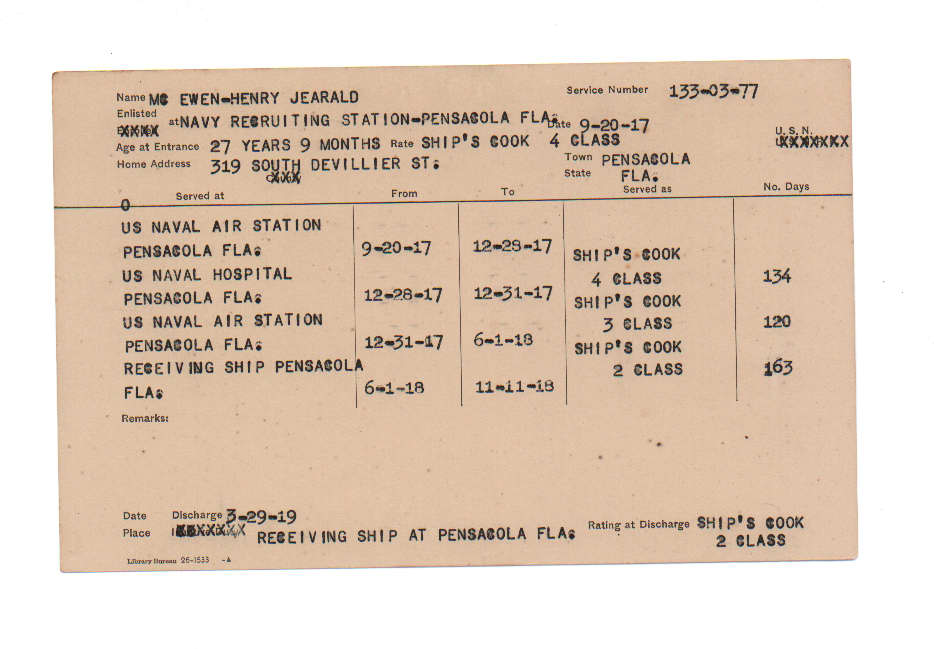 Name MC EWEN-HENRY JEARALD Service Number 133-03-77
Enlisted at NAVY RECRUITING STATION-PENSACOLA FLA. Date 9-20-17
Age at Entrance 27 YEARS 9 MONTHS Rate SHIP'S COOK 4 CLASS U.S.N.
Home Address 319 SOUTH DEVILLIER ST. Town PENSACOLA
State FLA.
0 Served at From To Served as No. Days
US NAVAL AIR STATION
PENSACOLA FLA. 9-20-17 12-28-17 SHIP'S COOK
US NAVAL HOSPITAL 4 CLASS 134
PENSACOLA FLA. 12-28-17 12-31-17 SHIP'S COOK
US NAVAL AIR STATION 3 CLASS 120
PENSACOLA FLA. 12-31-17 6-1-18 SHIP'S COOK
RECEIVING SHIP PENSACOLA 2 CLASS 163
FLA. 6-1-18 11-11-18
Remarks:
Date Discharge 3-29-19
Place RECEIVING SHIP AT PENSACOLA FLA. Rating at Discharge SHIP'S COOK
2 CLASS
Library Bureau 26-1533 -A